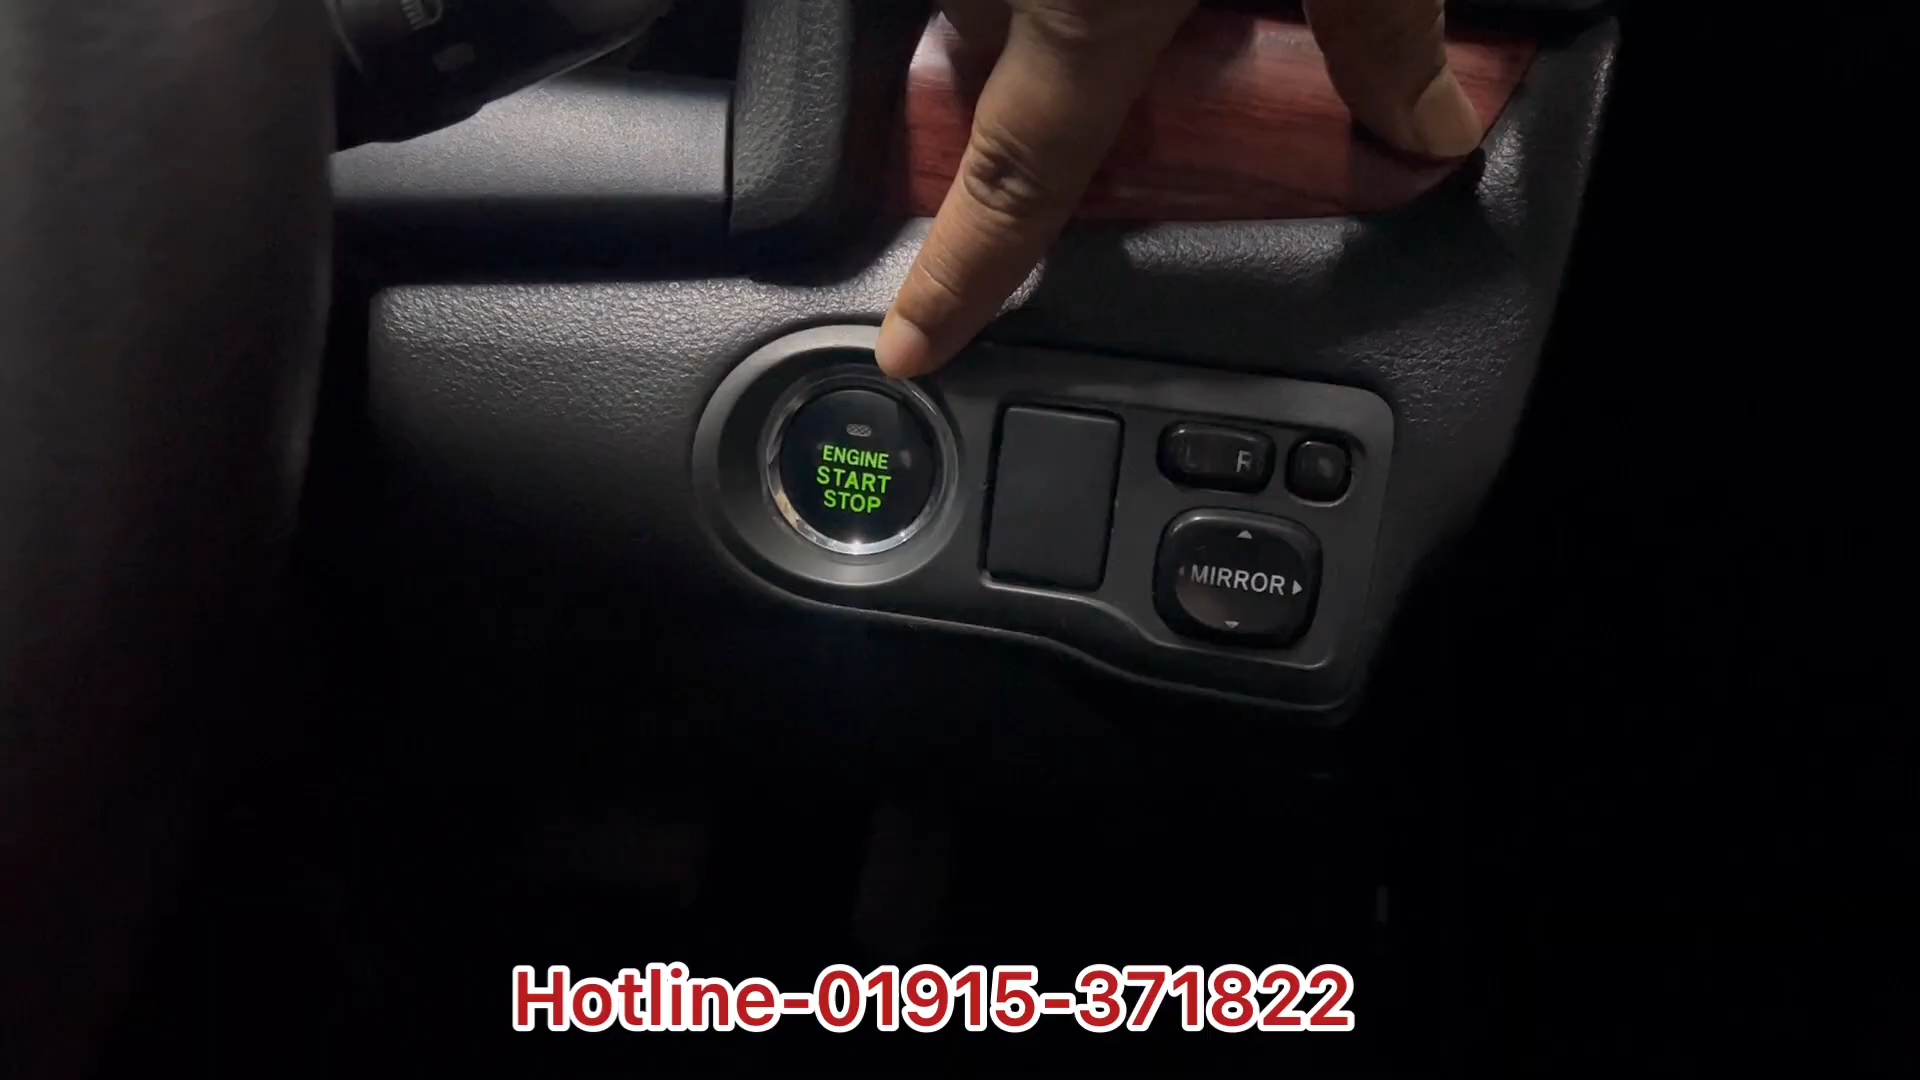 ENGINE
START
STOP
L R
MIRROR
Hotline-01915-371822